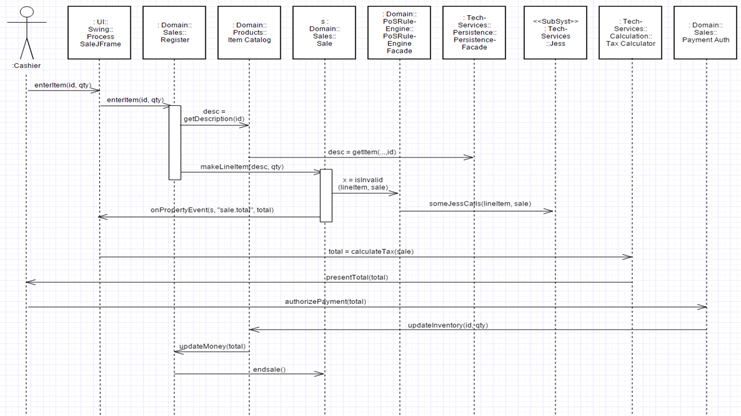 : UI::
Swing::
Process
SaleJFrame
: Domain::
Sales::
Register
: Domain::
Products::
Item Catalog
s :
Domain::
Sales::
Sale
: Domain::
PoSRule-
Engine::
PoSRule-
Engine
Facade
: Tech-
Services::
Persistence::
Persistence-
Facade
<<SubSyst>>
: Tech-
Services
::Jess
: Tech-
Services::
Calculation::
Tax Calculator
: Domain::
Sales::
Payment Auth
:Cashier
enterItem(id, qty)
enterItem(id, qty)
desc =
getDescription(id)
desc = getItem(...,id)
makeLineItem(desc, qty)
x = isInvalid
(lineItem, sale)
someJessCalls(lineItem, sale)
onPropertyEvent(s, "sale.total", total)
total = calculateTax(sale)
presentTotal(total)
authorizePayment(total)
updateInventory(id, qty)
updateMoney(total)
endsale()